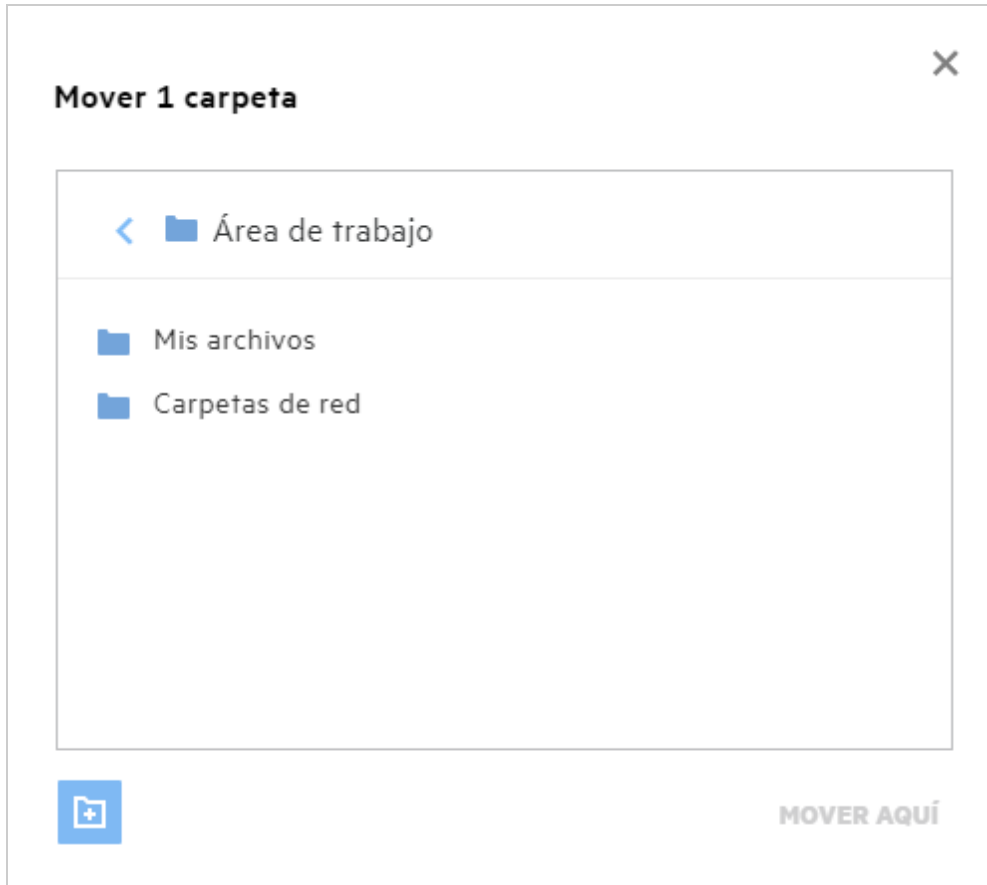 Mover 1 carpeta
Área de trabajo
Mis archivos
Carpetas de red
MOVER AQUÍ